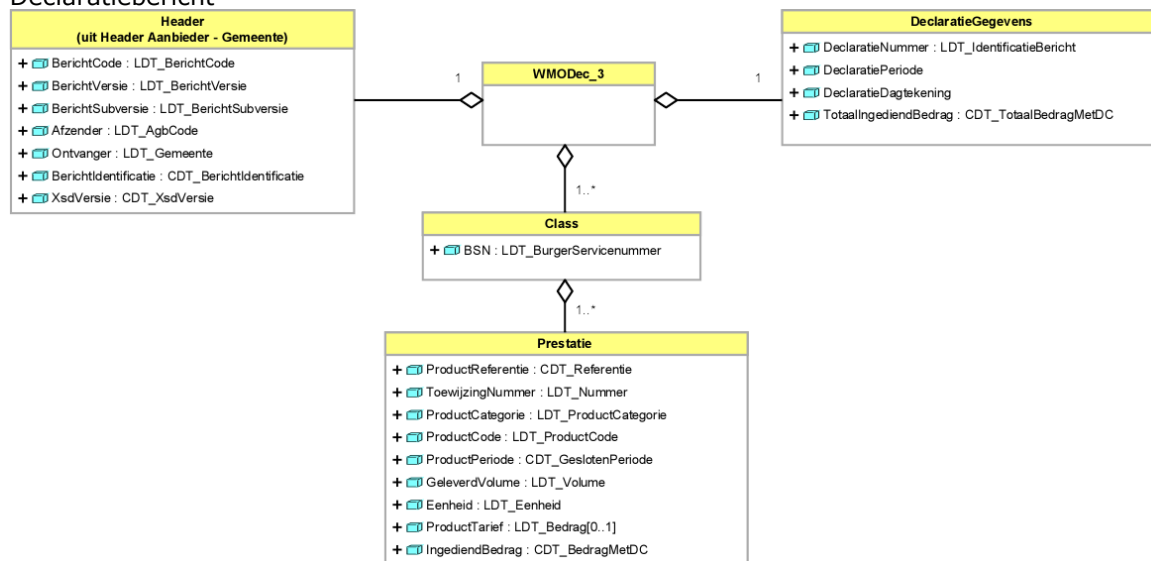 Declaratiebericht
Header
(uit Header Aanbieder - Gemeente)
+ BerichtCode : LDT_BerichtCode
+ BerichtVersie : LDT_BerichtVersie
+ BerichtSubversie : LDT_BerichtSubversie
+ Afzender : LDT_AgbCode
+ Ontvanger : LDT_Gemeente
+ BerichtIdentificatie : CDT_BerichtIdentificatie
+ XsdVersie : CDT_XsdVersie
1
WMODec_3
1
DeclaratieGegevens
+ DeclaratieNummer : LDT_IdentificatieBericht
+ DeclaratiePeriode
+ DeclaratieDagtekening
+ TotaalIngediendBedrag : CDT_TotaalBedragMetDC
1..*
Class
+ BSN : LDT_BurgerServicenummer
1..*
Prestatie
+ ProductReferentie : CDT_Referentie
+ ToewijzingNummer : LDT_Nummer
+ ProductCategorie : LDT_ProductCategorie
+ ProductCode : LDT_ProductCode
+ ProductPeriode : CDT_GeslotenPeriode
+ GeleverdVolume : LDT_Volume
+ Eenheid : LDT_Eenheid
+ ProductTarief : LDT_Bedrag[0..1]
+ IngediendBedrag : CDT_BedragMetDC